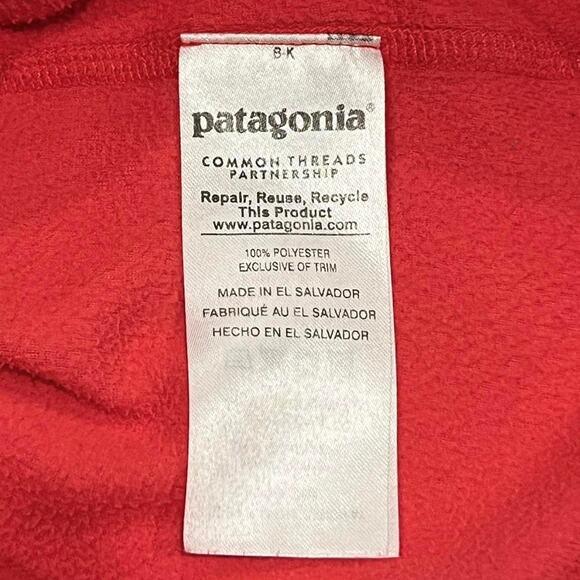 8-K
patagonia®
COMMON THREADS
PARTNERSHIP
Repair, Reuse, Recycle
This Product
www.patagonia.com
100% POLYESTER
EXCLUSIVE OF TRIM
MADE IN EL SALVADOR
FABRIQUÉ AU EL SALVADOR
HECHO EN EL SALVADOR